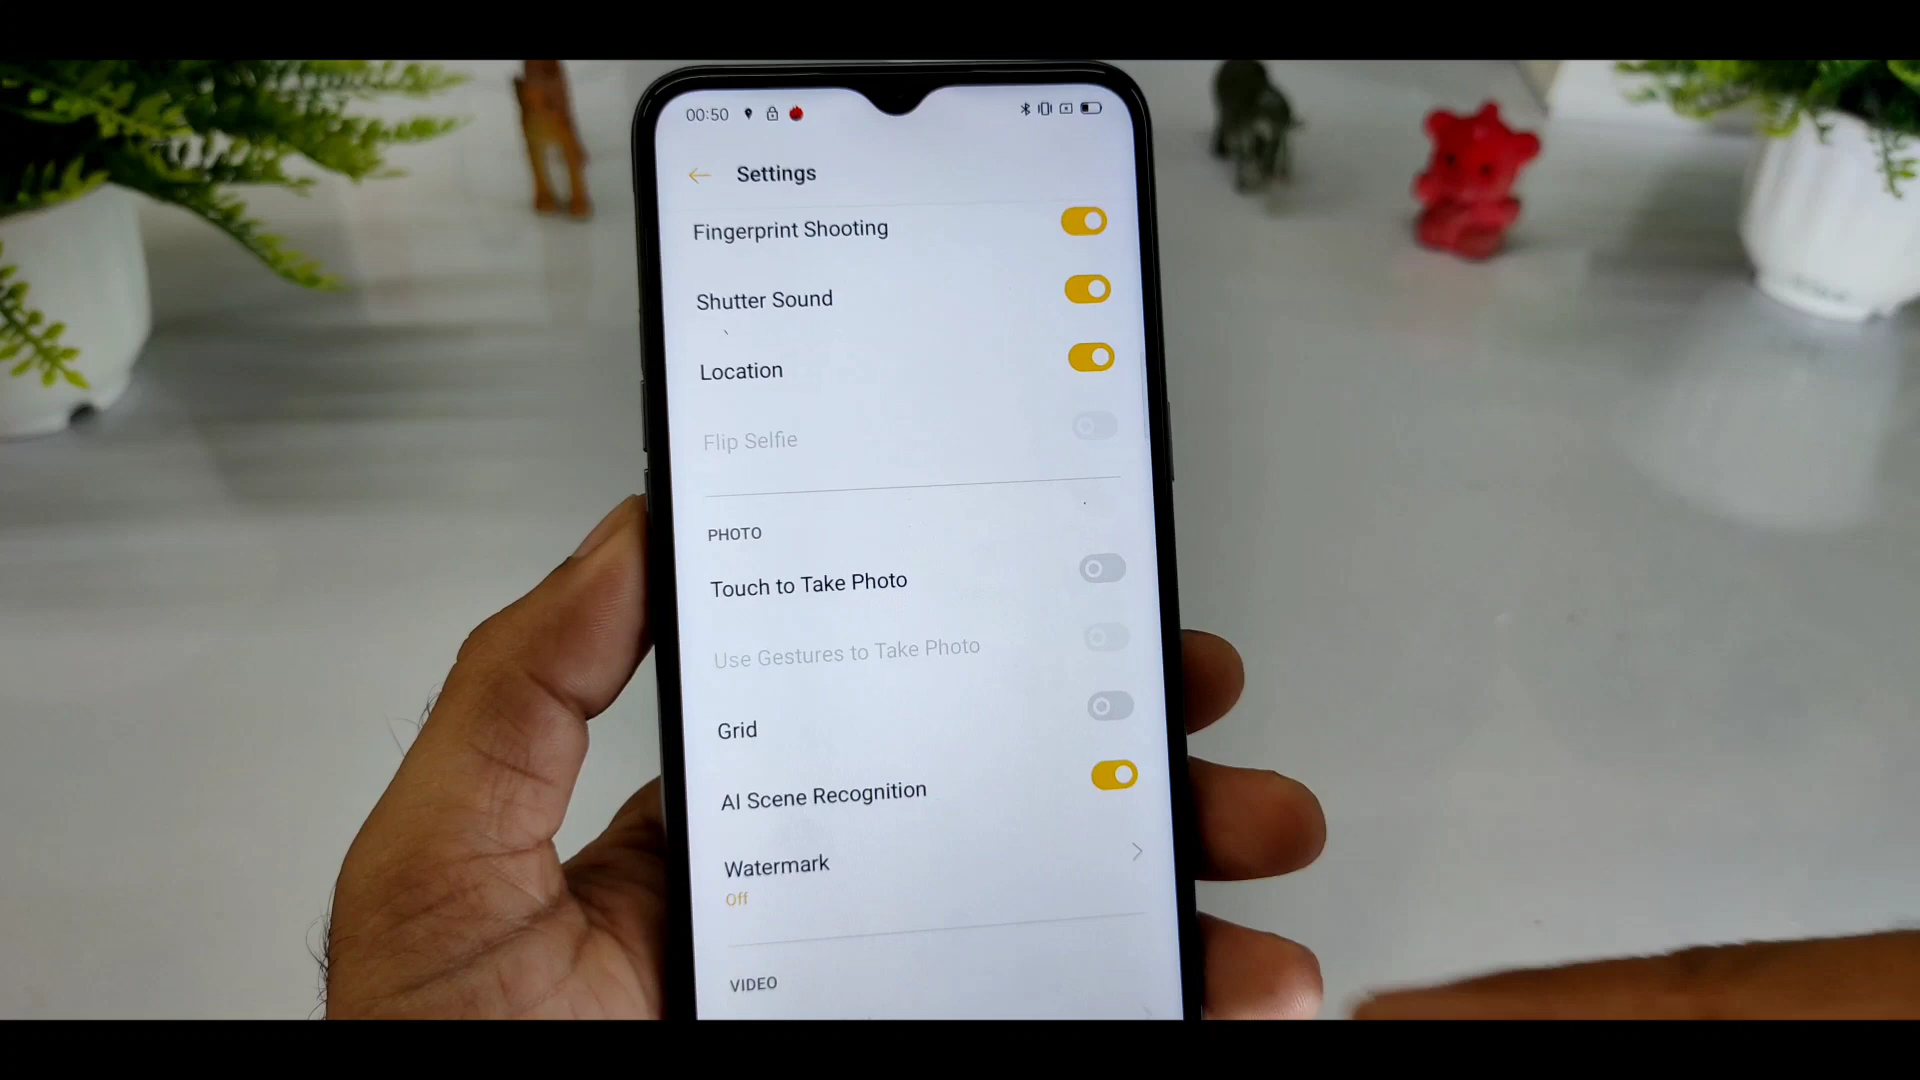 00:50
Settings
Fingerprint Shooting
Shutter Sound
Location
Flip Selfie
PHOTO
Touch to Take Photo
Use Gestures to Take Photo
Grid
AI Scene Recognition
Watermark
Off
VIDEO